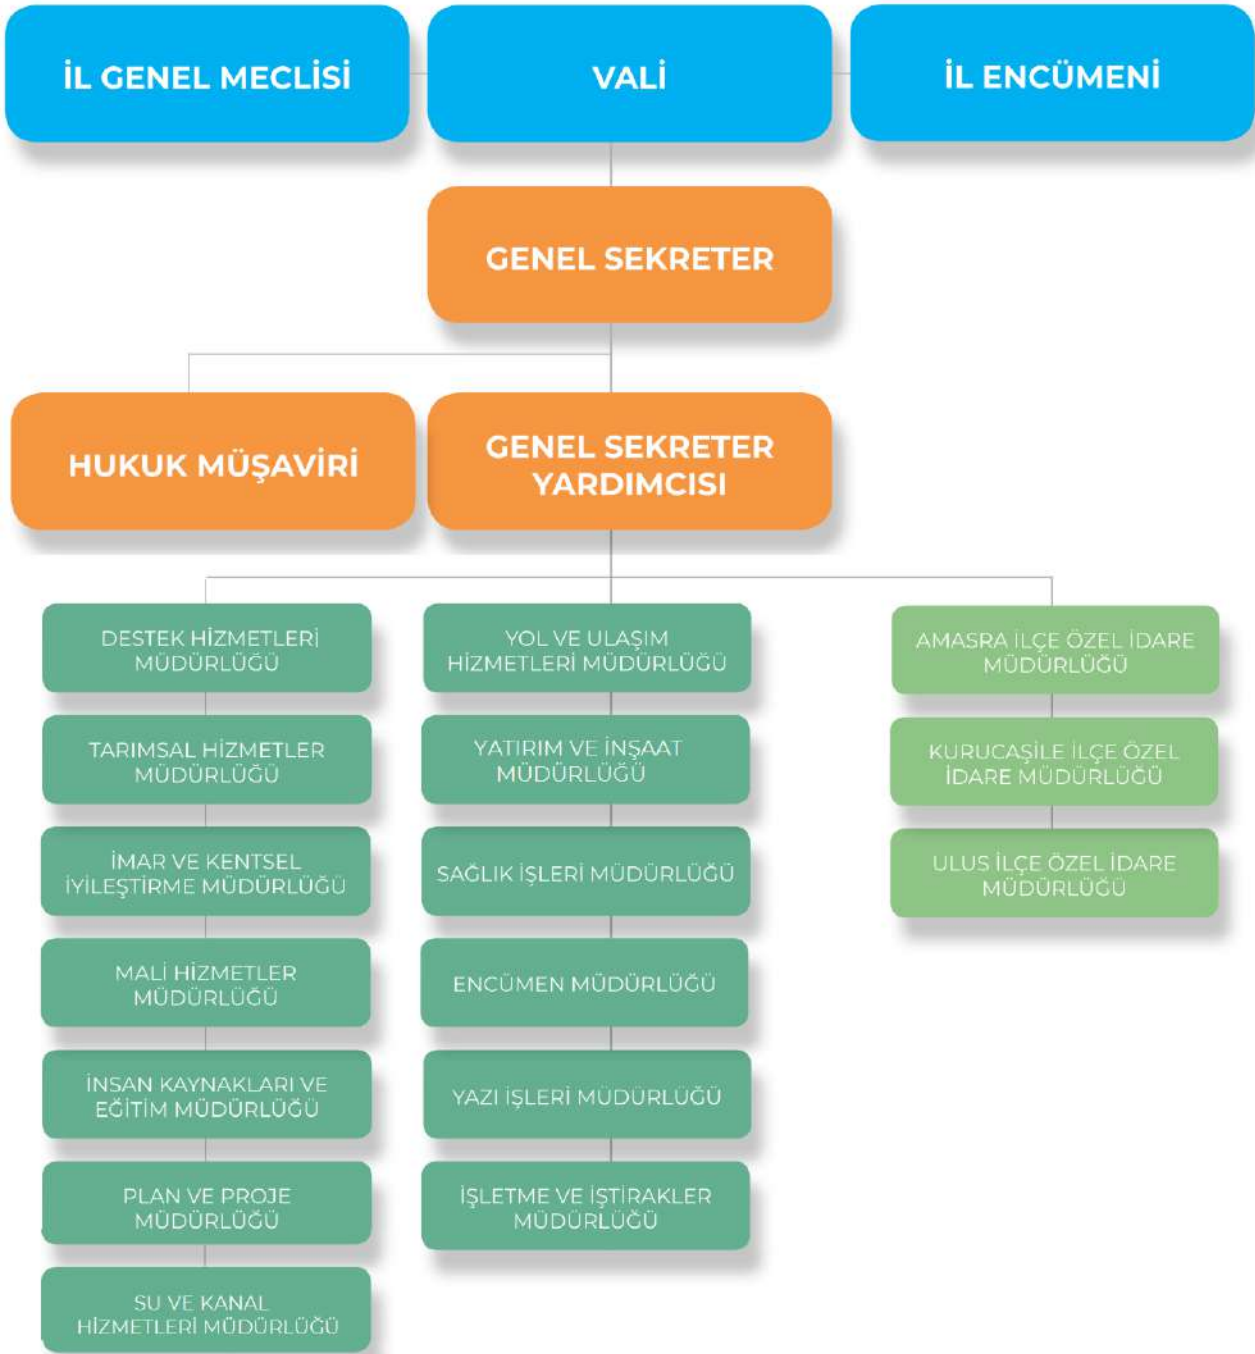 İL GENEL MECLİSİ
VALİ
İL ENCÜMENİ
GENEL SEKRETER
HUKUK MÜŞAVİRİ
GENEL SEKRETER
YARDIMCISI
DESTEK HİZMETLERİ
MÜDÜRLÜĞÜ
TARIMSAL HİZMETLER
MÜDÜRLÜĞÜ
İMAR VE KENTSEL
İYİLEŞTİRME MÜDÜRLÜĞÜ
MALİ HİZMETLER
MÜDÜRLÜĞÜ
İNSAN KAYNAKLARI VE
EĞİTİM MÜDÜRLÜĞÜ
PLAN VE PROJE
MÜDÜRLÜĞÜ
SU VE KANAL
HİZMETLERİ MÜDÜRLÜĞÜ
YOL VE ULAŞIM
HİZMETLERİ MÜDÜRLÜĞÜ
YATIRIM VE İNŞAAT
MÜDÜRLÜĞÜ
SAĞLIK İŞLERİ MÜDÜRLÜĞÜ
ENCÜMEN MÜDÜRLÜĞÜ
YAZI İŞLERİ MÜDÜRLÜĞÜ
İŞLETME VE İŞTİRAKLER
MÜDÜRLÜĞÜ
AMASRA İLÇE ÖZEL İDARE
MÜDÜRLÜĞÜ
KURUCAŞİLE İLÇE ÖZEL
İDARE MÜDÜRLÜĞÜ
ULUS İLÇE ÖZEL İDARE
MÜDÜRLÜĞÜ